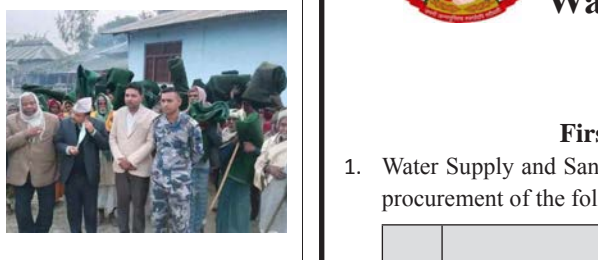 Wa
Firs
1. Water Supply and San
procurement of the fol